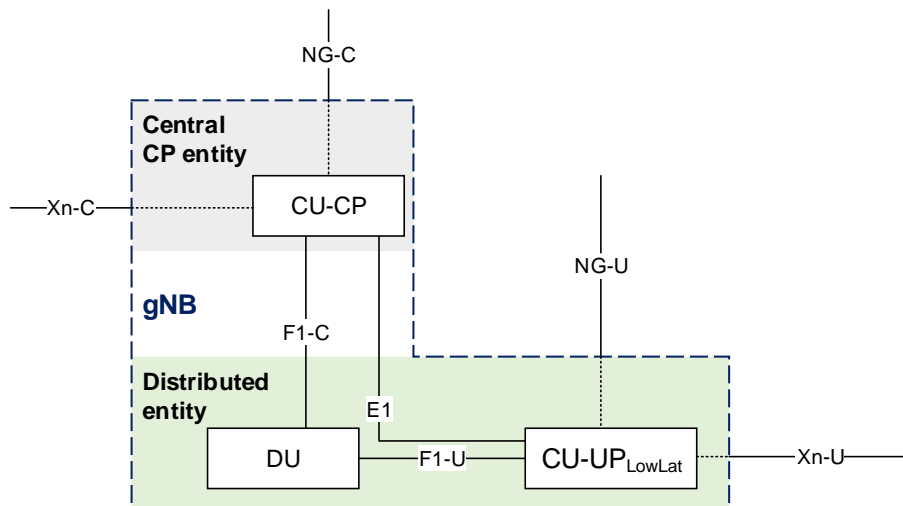 NG-C
Central
CP entity
CU-CP
Xn-C
NG-U
gNB
F1-C
Distributed
entity
E1
DU
F1-U
CU-UPLowLat
Xn-U